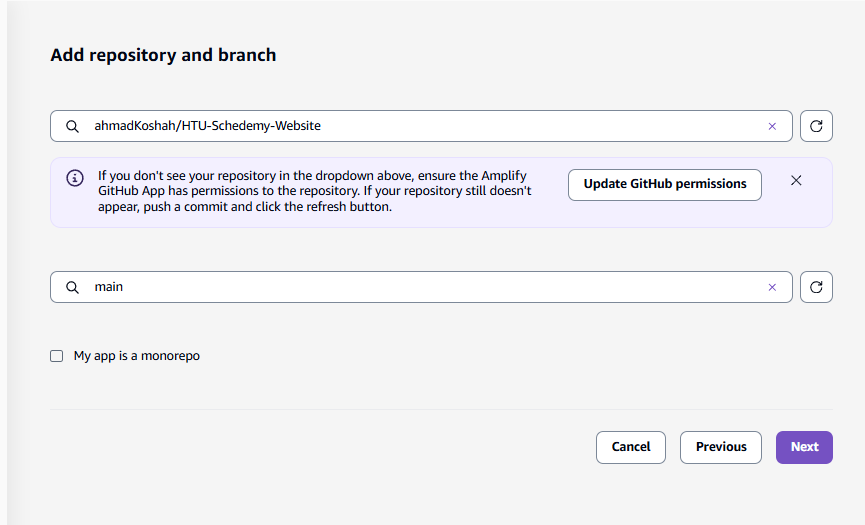 Add repository and branch
ahmadKoshah/HTU-Schedemy-Website
If you don't see your repository in the dropdown above, ensure the Amplify
GitHub App has permissions to the repository. If your repository still doesn't
appear, push a commit and click the refresh button.
Update GitHub permissions
main
My app is a monorepo
Cancel
Previous
Next